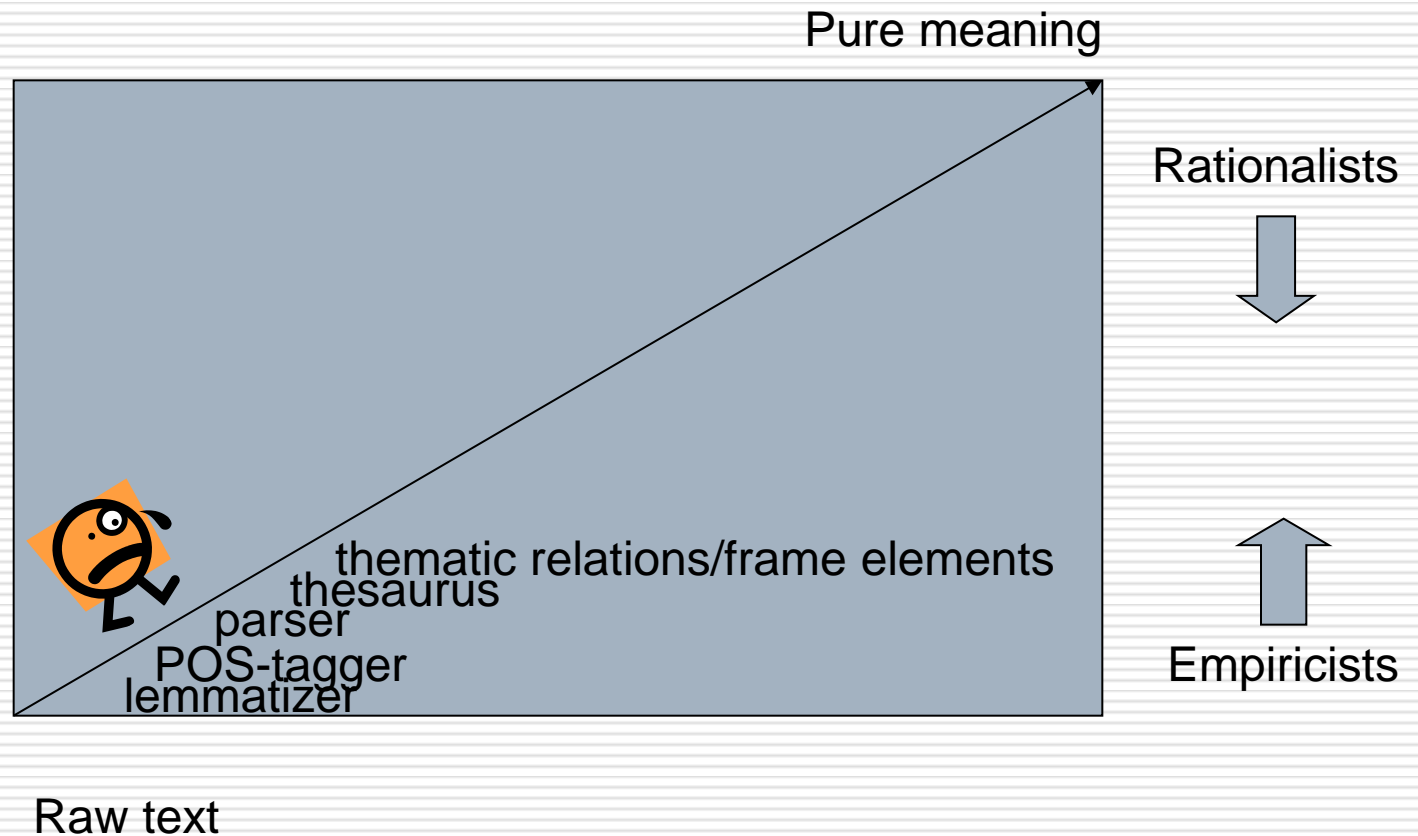 Pure meaning
Rationalists
thematic relations/frame elements
thesaurus
parser
POS-tagger
Empiricists
lemmatizer
Raw text